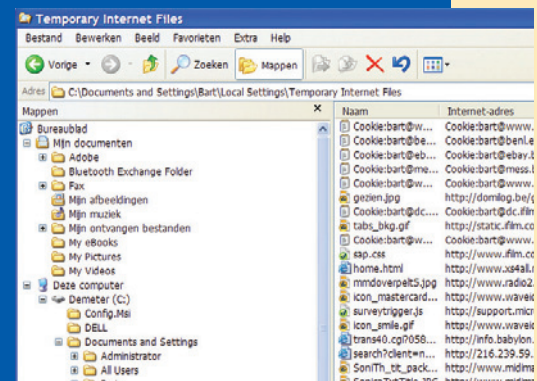 Temporary Internet Files
Bestand Bewerken Beeld Favorieten Extra Help
Vorige Zoeken Mappen
Adres C:\Documents and Settings\Bart\Local Settings\Temporary Internet Files
Mappen
Bureaublad
Mijn documenten
Adobe
Bluetooth Exchange Folder
Fax
Mijn afbeeldingen
Mijn muziek
Mijn ontvangen bestanden
My eBooks
My Pictures
My Videos
Deze computer
Demeter (C:)
Config.Msi
DELL
Documents and Settings
Administrator
All Users
Naam Internet-adres
Cookie:bart@w... Cookie:bart@www.
Cookie:bart@be... Cookie:bart@benl.e
Cookie:bart@eb... Cookie:bart@ebay.b
Cookie:bart@me... Cookie:bart@mess.b
Cookie:bart@w... Cookie:bart@www.
gezien.jpg http://domlog.be/g
Cookie:bart@dc.... Cookie:bart@dc.film
tabs_bkg.gif http://static.ifilm.co
Cookie:bart@w... Cookie:bart@www.
sap.css http://www.ifilm.co
home.html http://www.xs4all.n
mmdoverpelt5.jpg http://www.radio2.
icon_mastercard... http://www.waveid
surveytrigger.js http://support.micr
icon_smile.gif http://www.waveid
trans40.cgi?058... http://info.babylon.
search?client=n... http://216.239.59.
SoniTh_tit_pack... http://www.midima